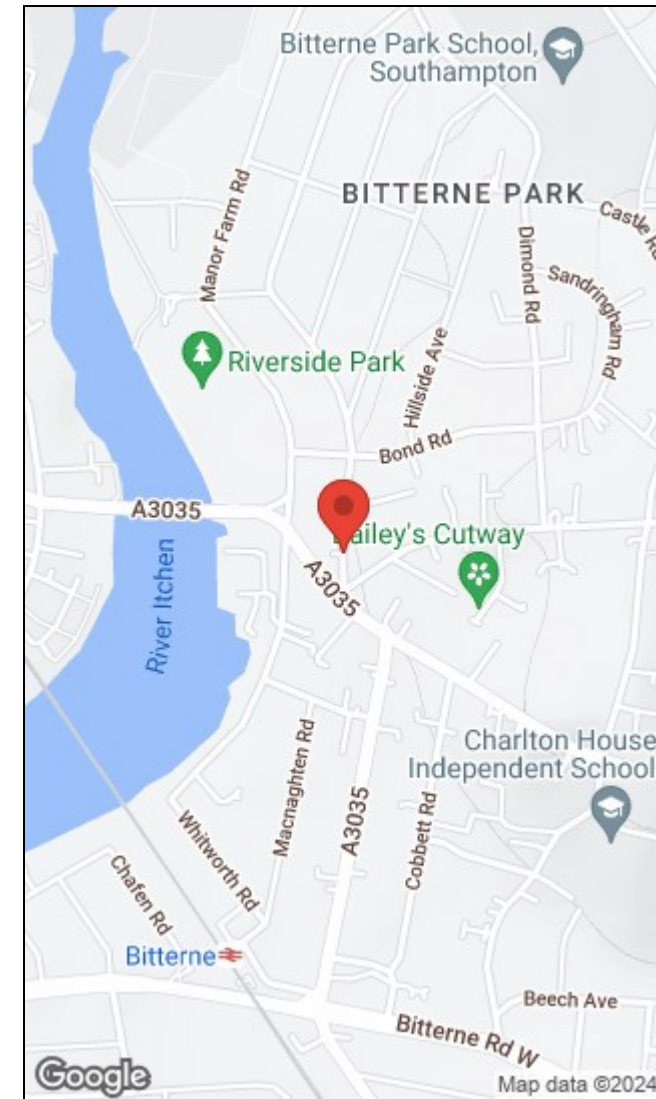 Bitterne Park School,
Southampton
BITTERNE PARK
Castle
Manor Farm Rd
Dimond Rd
Sandringham Rd
Riverside Park
Hillside Ave
Bond Rd
A3035
ailey's Cutway
A3035
River Itchen
Charlton House
Independent School
Macnaghten Rd
A3035
Cobbett Rd
Whitworth Rd
Chafen Rd
Bitterne
Beech Ave
Bitterne Rd W
Google
Map data ©2024